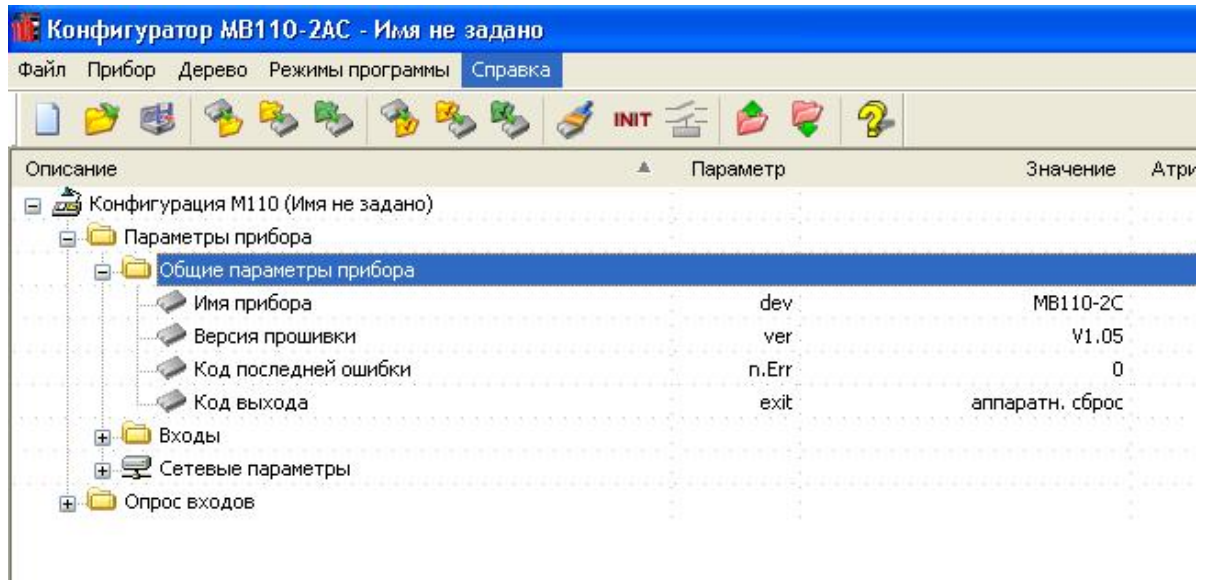 Конфигуратор МВ110-2АС - Имя не задано
Файл Прибор Дерево Режимы программы Справка
INIT
Описание Параметр Значение Атри
Конфигурация М110 (Имя не задано)
Параметры прибора
Общие параметры прибора
Имя прибора dev МВ110-2С
Версия прошивки ver V1.05
Код последней ошибки n.Err 0
Код выхода exit аппаратн. сброс
Входы
Сетевые параметры
Опрос входов